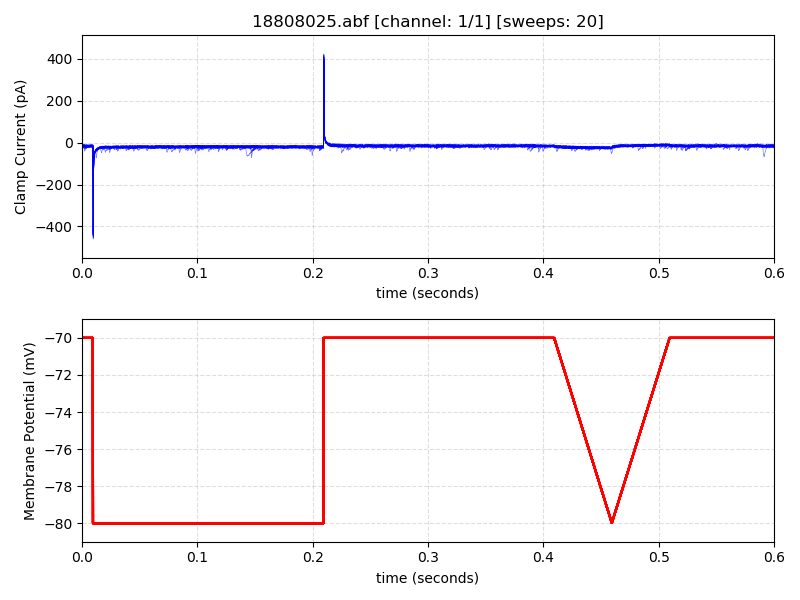 18808025.abf [channel: 1/1] [sweeps: 20]
Clamp Current (pA)
400
200
0
−200
−400
0.0 0.1 0.2 0.3 0.4 0.5 0.6
time (seconds)
Membrane Potential (mV)
−70
−72
−74
−76
−78
−80
0.0 0.1 0.2 0.3 0.4 0.5 0.6
time (seconds)